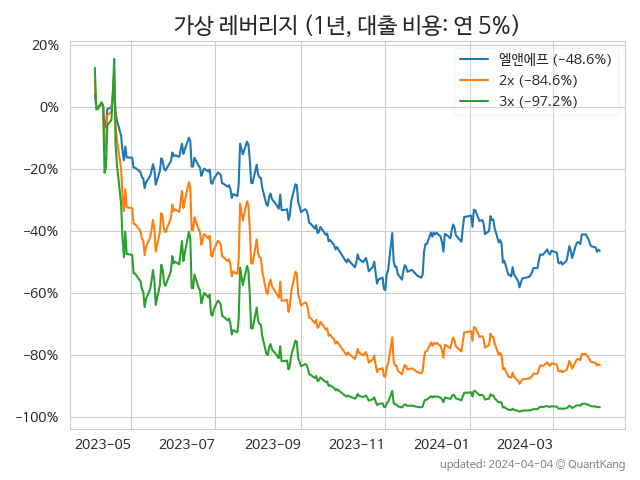 가상 레버리지 (1년, 대출 비용: 연 5%)
20%
0%
−20%
−40%
−60%
−80%
−100%
엘앤에프 (−48.6%)
2x (−84.6%)
3x (−97.2%)
2023-05
2023-07
2023-09
2023-11
2024-01
2024-03
updated: 2024-04-04 © QuantKang